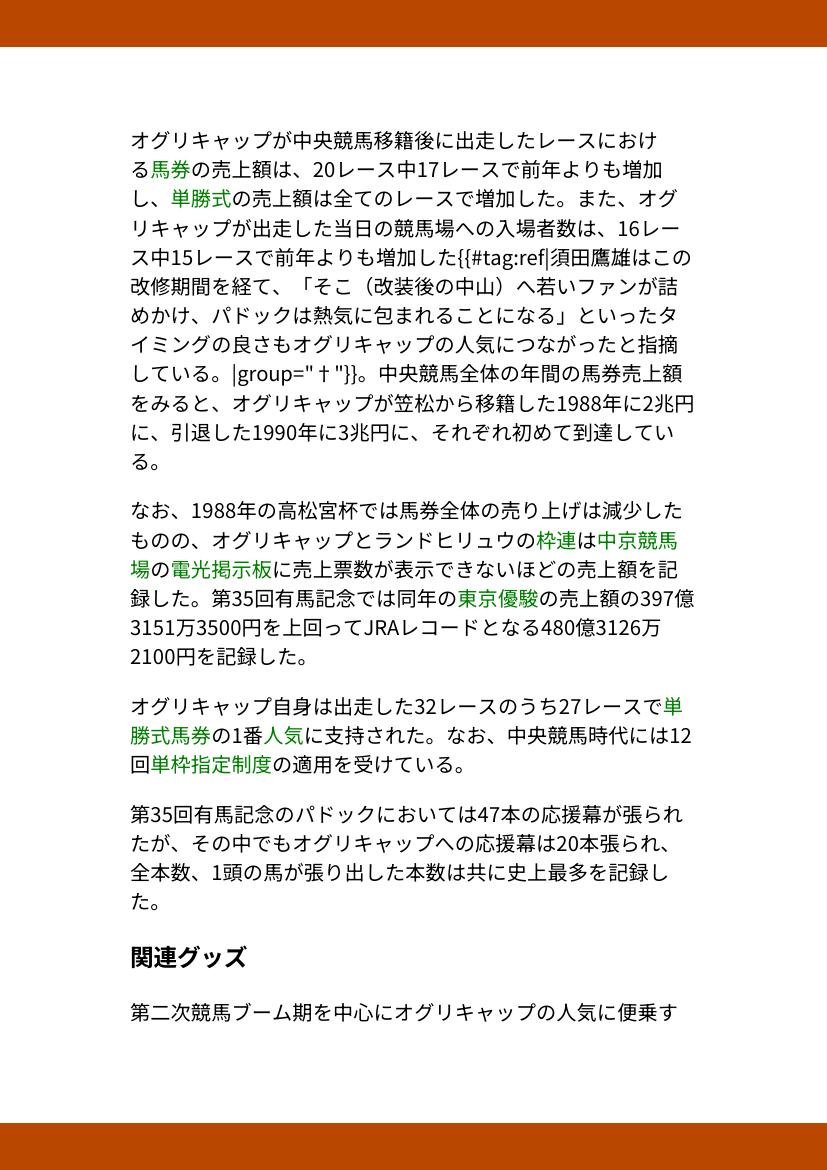 オグリキャップが中央競馬移籍後に出走したレースにおけ
る馬券の売上額は、20レース中17レースで前年よりも増加
し、単勝式の売上額は全てのレースで増加した。また、オグ
リキャップが出走した当日の競馬場への入場者数は、16レー
ス中15レースで前年よりも増加した{{#tag:ref|須田鷹雄はこの
改修期間を経て、「そこ（改装後の中山）へ若いファンが詰
めかけ、パドックは熱気に包まれることになる」といったタ
イミングの良さもオグリキャップの人気につながったと指摘
している。|group="†"}}。中央競馬全体の年間の馬券売上額
をみると、オグリキャップが笠松から移籍した1988年に2兆円
に、引退した1990年に3兆円に、それぞれ初めて到達してい
る。
なお、1988年の高松宮杯では馬券全体の売り上げは減少した
ものの、オグリキャップとランドヒリュウの枠連は中京競馬
場の電光掲示板に売上票数が表示できないほどの売上額を記
録した。第35回有馬記念では同年の東京優駿の売上額の397億
3151万3500円を上回ってJRAレコードとなる480億3126万
2100円を記録した。
オグリキャップ自身は出走した32レースのうち27レースで単
勝式馬券の1番人気に支持された。なお、中央競馬時代には12
回単枠指定制度の適用を受けている。
第35回有馬記念のパドックにおいては47本の応援幕が張られ
たが、その中でもオグリキャップへの応援幕は20本張られ、
全本数、1頭の馬が張り出した本数は共に史上最多を記録し
た。
関連グッズ
第二次競馬ブーム期を中心にオグリキャップの人気に便乗す